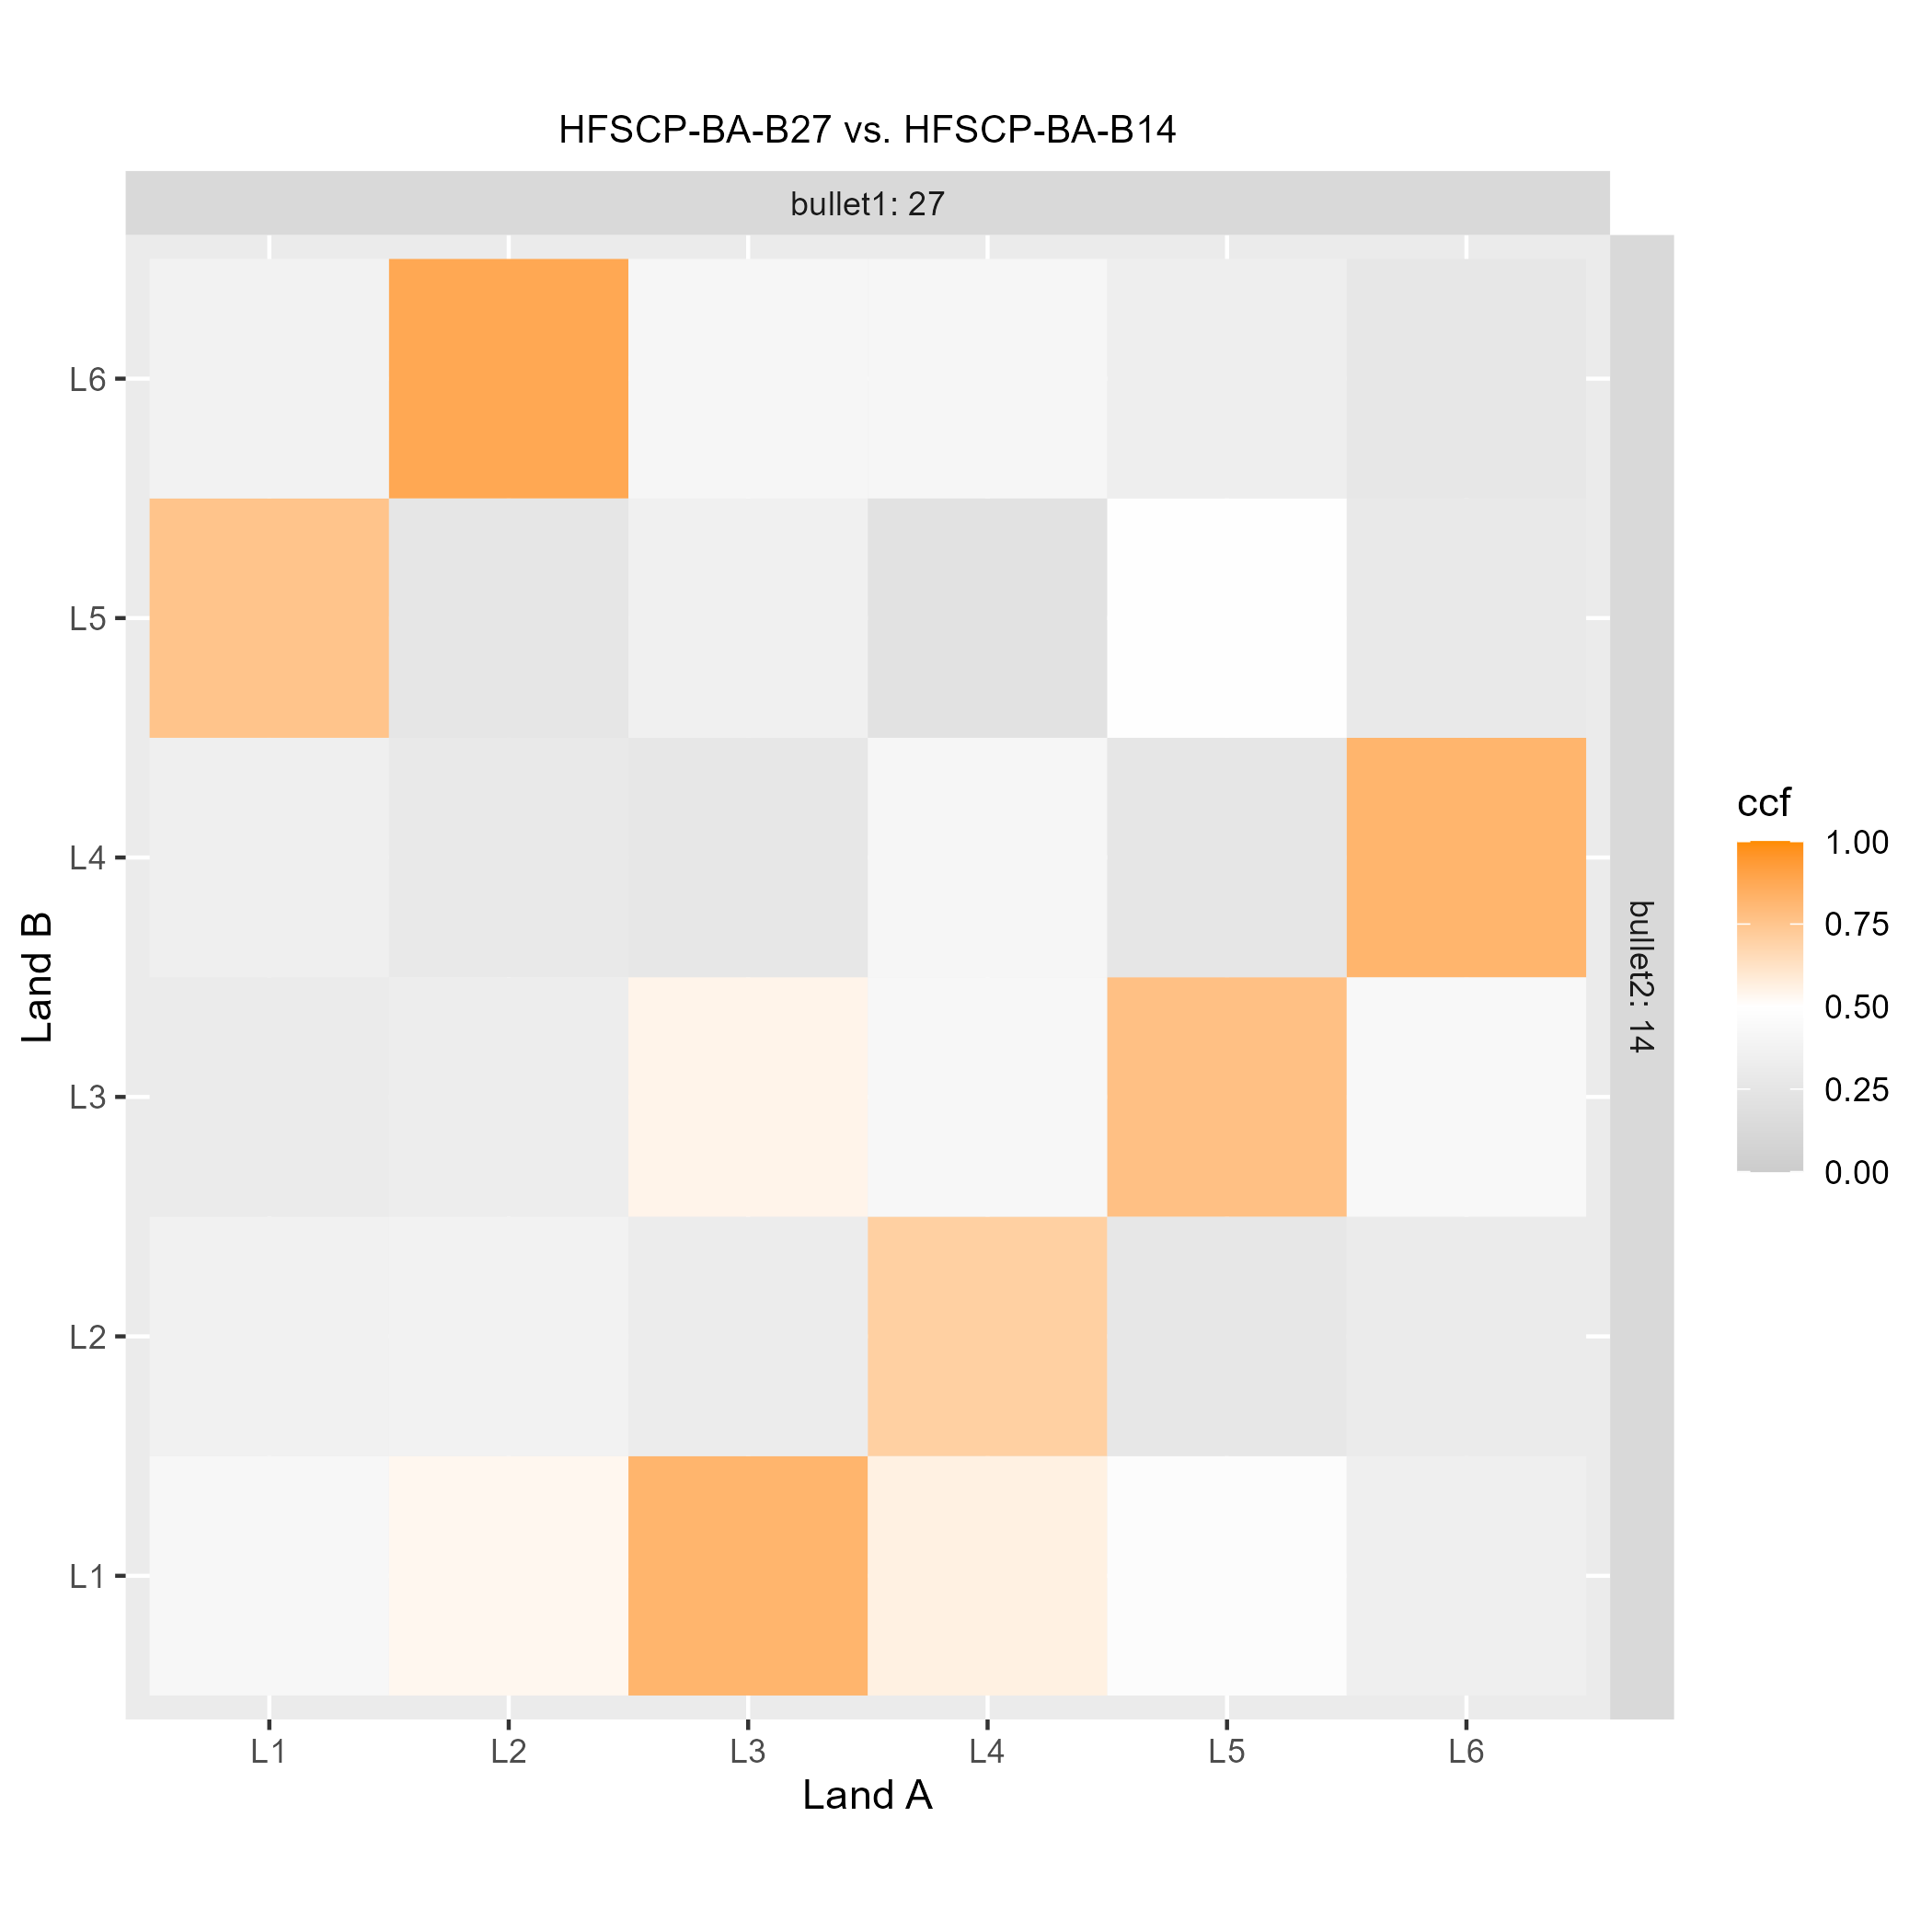 HFSCP-BA-B27 vs. HFSCP-BA-B14
bullet1: 27
L6
L5
L4
L3
L2
L1
Land B
bullet2: 14
ccf
1.00
0.75
0.50
0.25
0.00
L1 L2 L3 L4 L5 L6
Land A